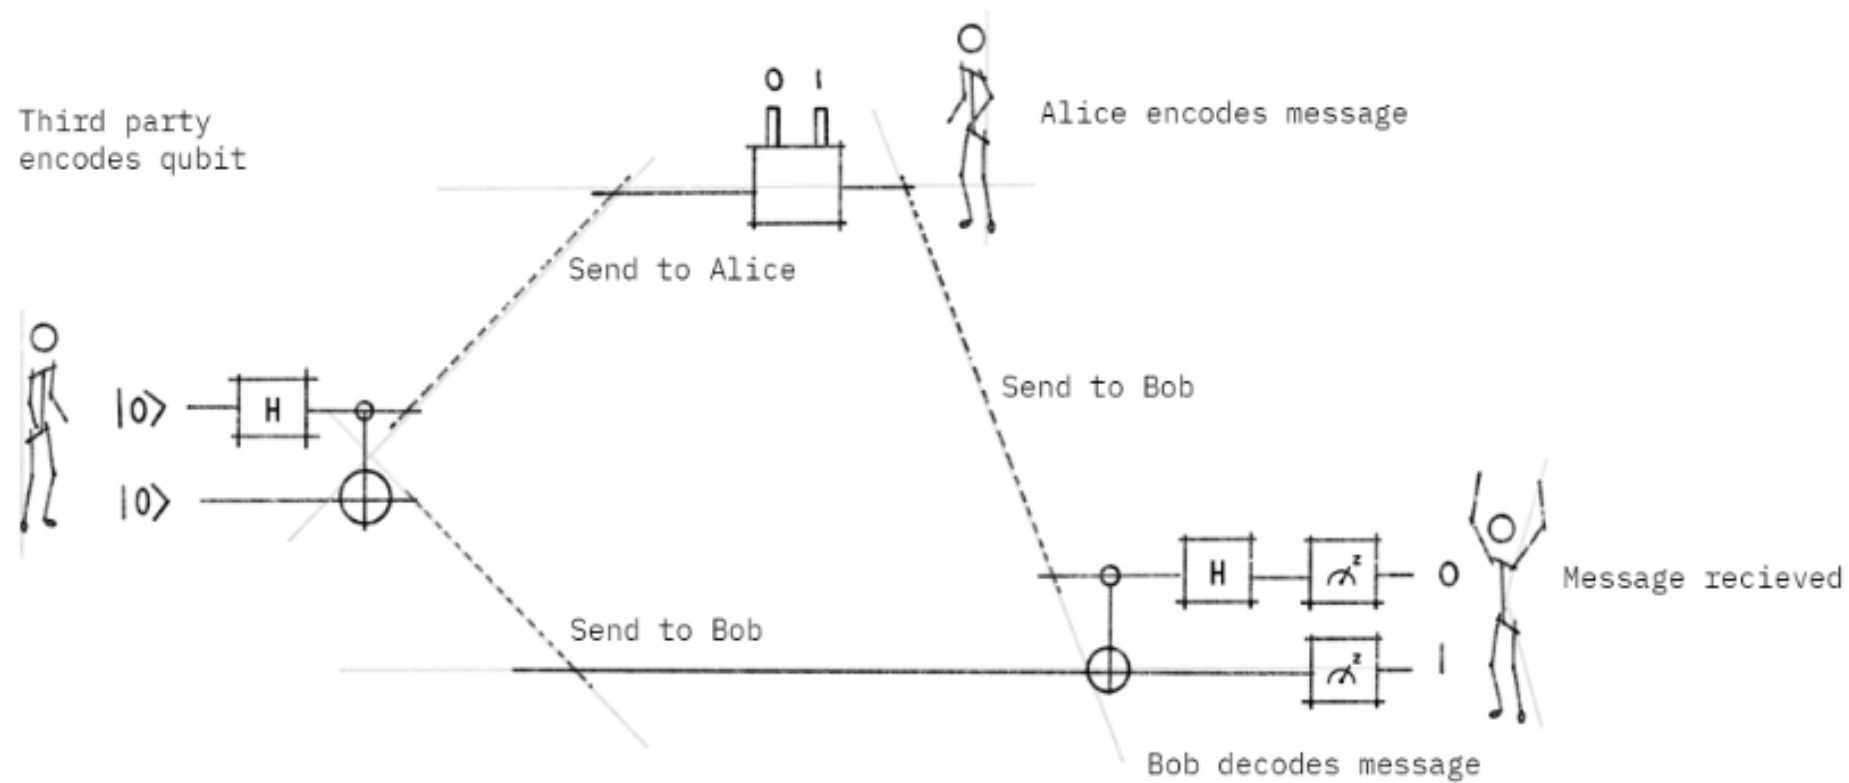 0 1
Third party
encodes qubit
Alice encodes message
Send to Alice
|0⟩ H
Send to Bob
|0⟩
H z 0 Message recieved
Send to Bob
z 1
Bob decodes message